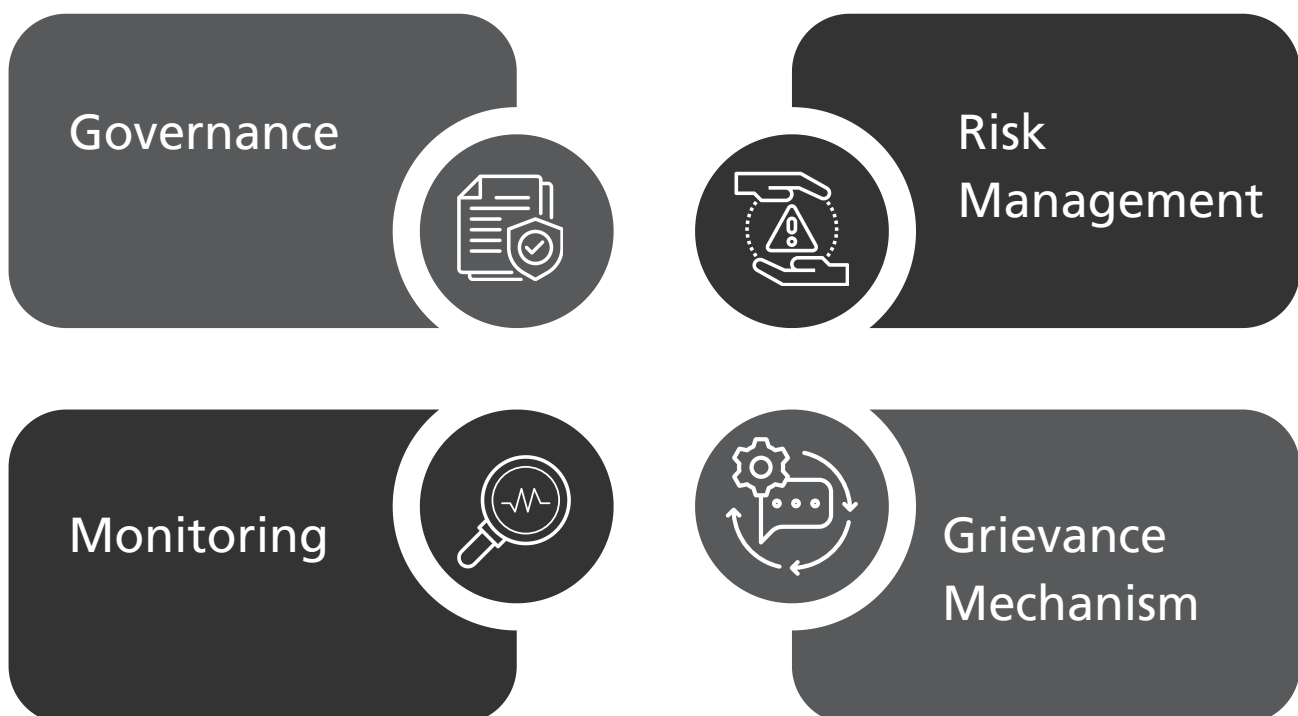 Governance
Risk
Management
Monitoring
Grievance
Mechanism